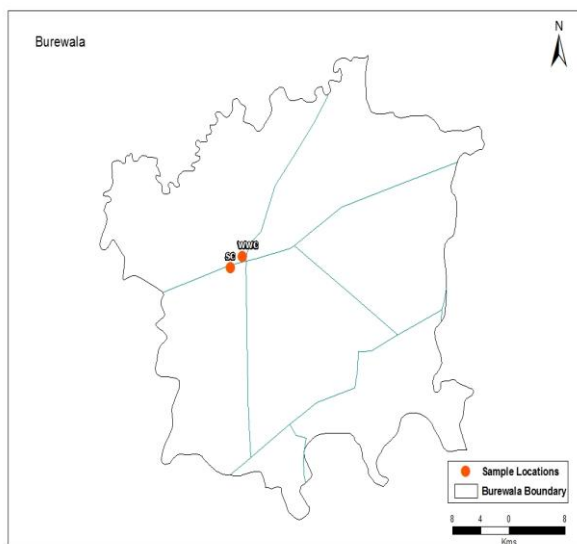 Burewala
N
WWC
SC
Sample Locations
Burewala Boundary
8 4 0 8
Kms